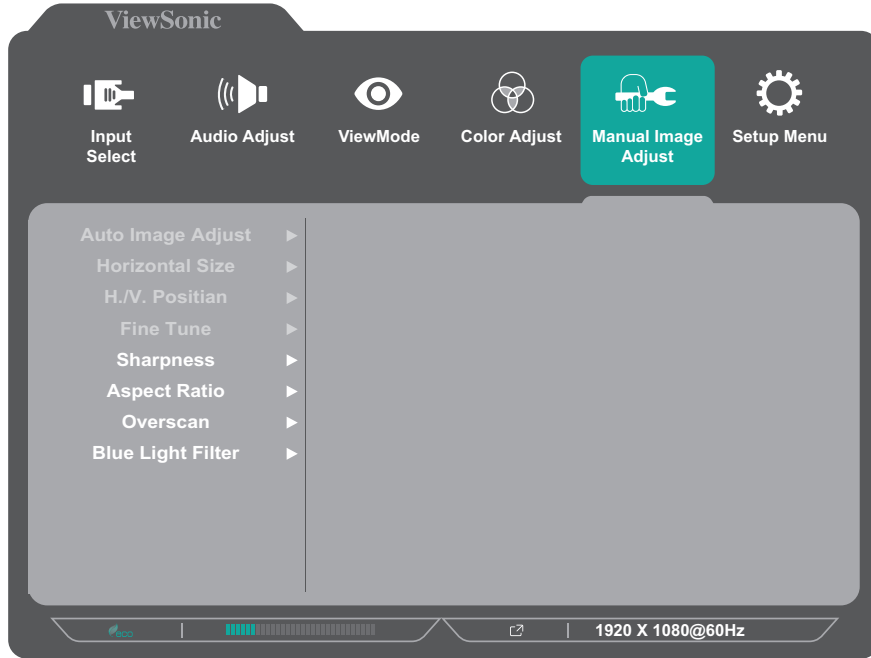 ViewSonic
Input
Select
Audio Adjust
ViewMode
Color Adjust
Manual Image
Adjust
Setup Menu
Auto Image Adjust
Horizontal Size
H./V. Positian
Fine Tune
Sharpness
Aspect Ratio
Overscan
Blue Light Filter
eco
1920 X 1080@60Hz